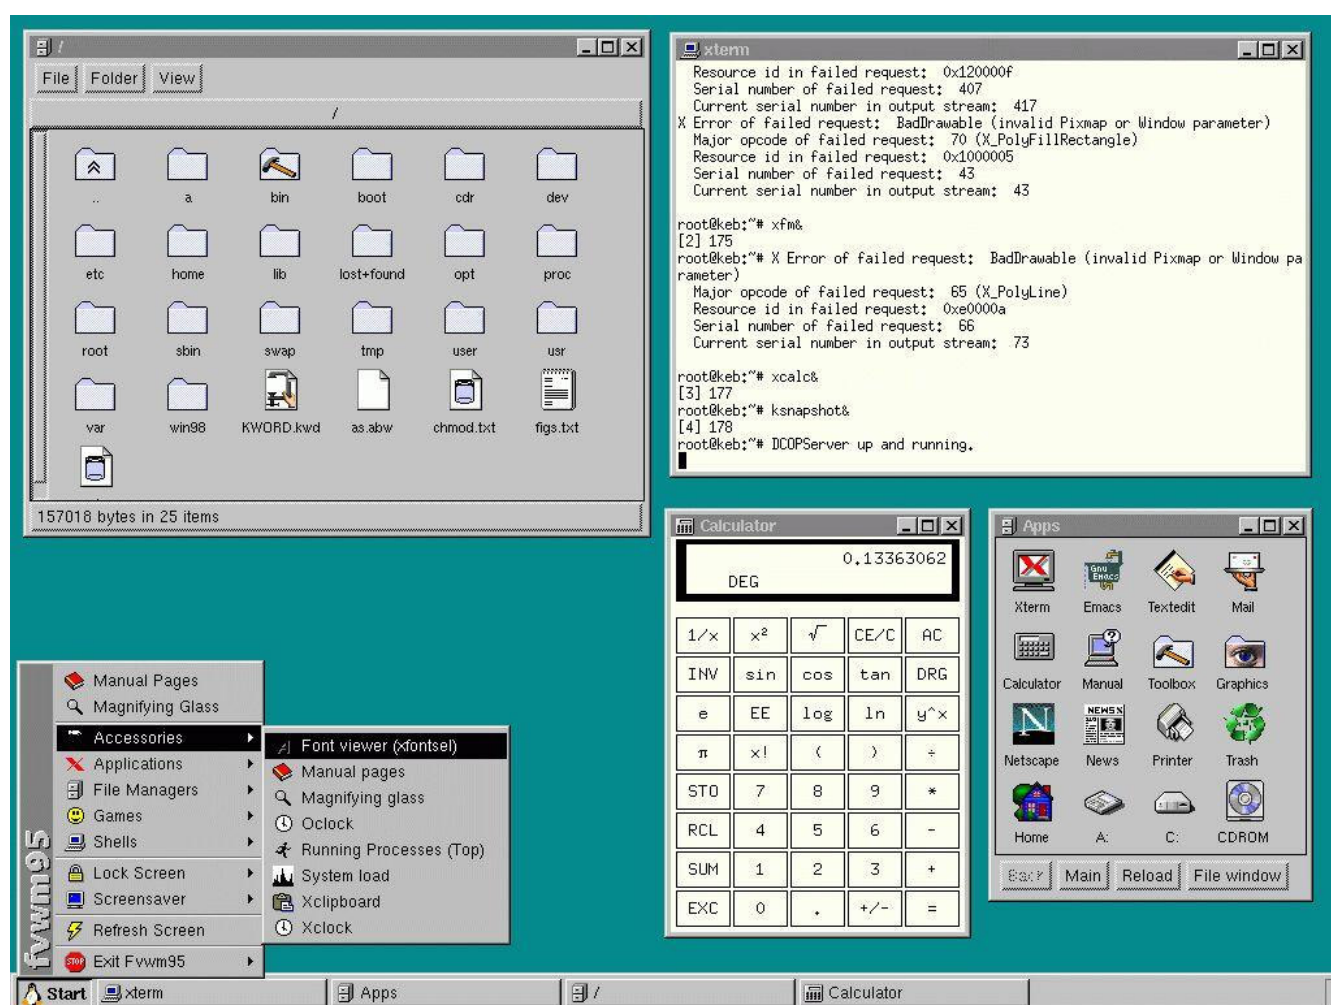 /
File Folder View
/
.. a bin boot cdr dev
etc home lib lost+found opt proc
root sbin swap tmp user usr
var win98 KWORD.kwd as.abw chmod.txt figs.txt
157018 bytes in 25 items
xterm
Resource id in failed request:  0x120000f
Serial number of failed request:  407
Current serial number in output stream:  417
X Error of failed request:  BadDrawable (invalid Pixmap or Window parameter)
Major opcode of failed request:  70 (X_PolyFillRectangle)
Resource id in failed request:  0x1000005
Serial number of failed request:  43
Current serial number in output stream:  43
root@keb:~# xfm&
[2] 175
root@keb:~# X Error of failed request:  BadDrawable (invalid Pixmap or Window pa
rameter)
Major opcode of failed request:  65 (X_PolyLine)
Resource id in failed request:  0xe0000a
Serial number of failed request:  66
Current serial number in output stream:  73
root@keb:~# xcalc&
[3] 177
root@keb:~# ksnapshot&
[4] 178
root@keb:~# DCOPServer up and running.
Calculator
0.13363062
DEG
1/x x² √ CE/C AC
INV sin cos tan DRG
e EE log ln y^x
π x! ( ) ÷
STO 7 8 9 *
RCL 4 5 6 -
SUM 1 2 3 +
EXC 0 . +/- =
Apps
Gnu
Emacs
Xterm Emacs Textedit Mail
Calculator Manual Toolbox Graphics
N NEWS
Netscape News Printer Trash
Home A: C: CDROM
Back Main Reload File window
fvwm95
Manual Pages
Magnifying Glass
Accessories
Applications
File Managers
Games
Shells
Lock Screen
Screensaver
Refresh Screen
STOP Exit Fvwm95
Font viewer (xfontsel)
Manual pages
Magnifying glass
Oclock
Running Processes (Top)
System load
Xclipboard
Xclock
Start xterm Apps / Calculator